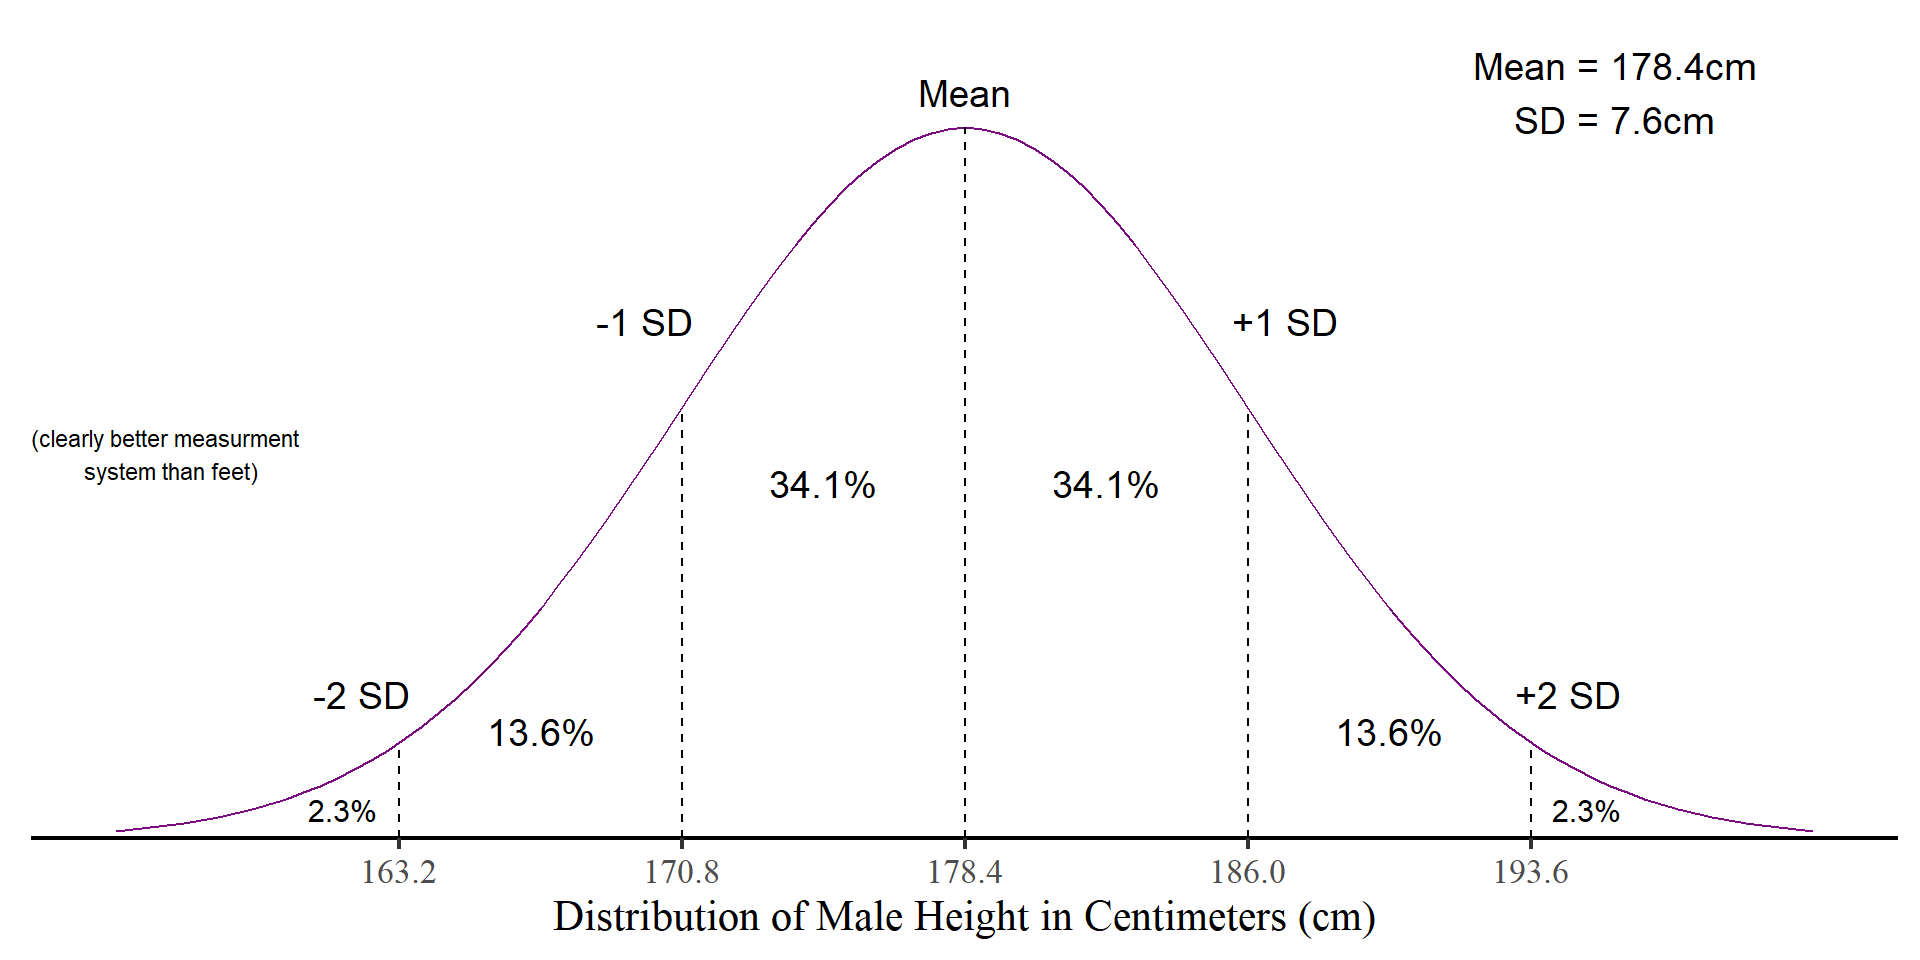 Mean = 178.4cm
SD = 7.6cm
Mean
-1 SD
+1 SD
(clearly better measurment
system than feet)
34.1%
34.1%
-2 SD
+2 SD
13.6%
13.6%
2.3%
2.3%
163.2
170.8
178.4
186.0
193.6
Distribution of Male Height in Centimeters (cm)